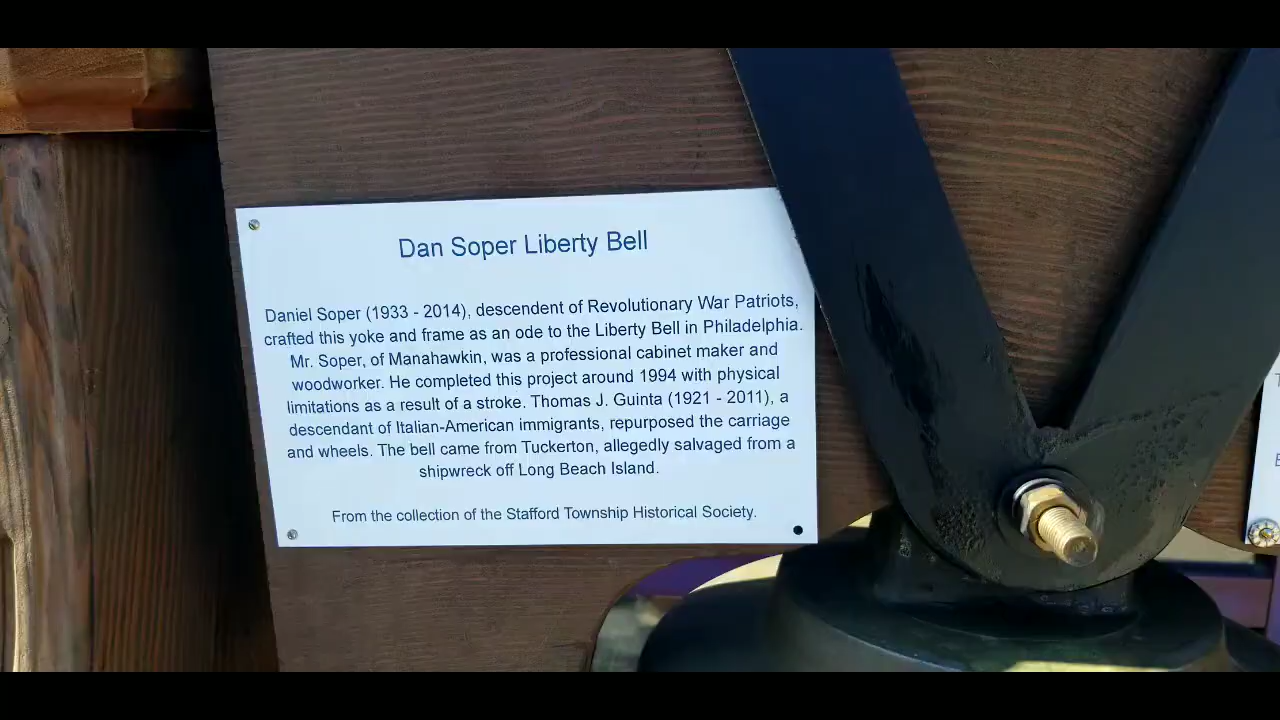 Dan Soper Liberty Bell
Daniel Soper (1933 - 2014), descendent of Revolutionary War Patriots,
crafted this yoke and frame as an ode to the Liberty Bell in Philadelphia.
Mr. Soper, of Manahawkin, was a professional cabinet maker and
woodworker. He completed this project around 1994 with physical
limitations as a result of a stroke. Thomas J. Guinta (1921 - 2011), a
descendant of Italian-American immigrants, repurposed the carriage
and wheels. The bell came from Tuckerton, allegedly salvaged from a
shipwreck off Long Beach Island.
From the collection of the Stafford Township Historical Society.